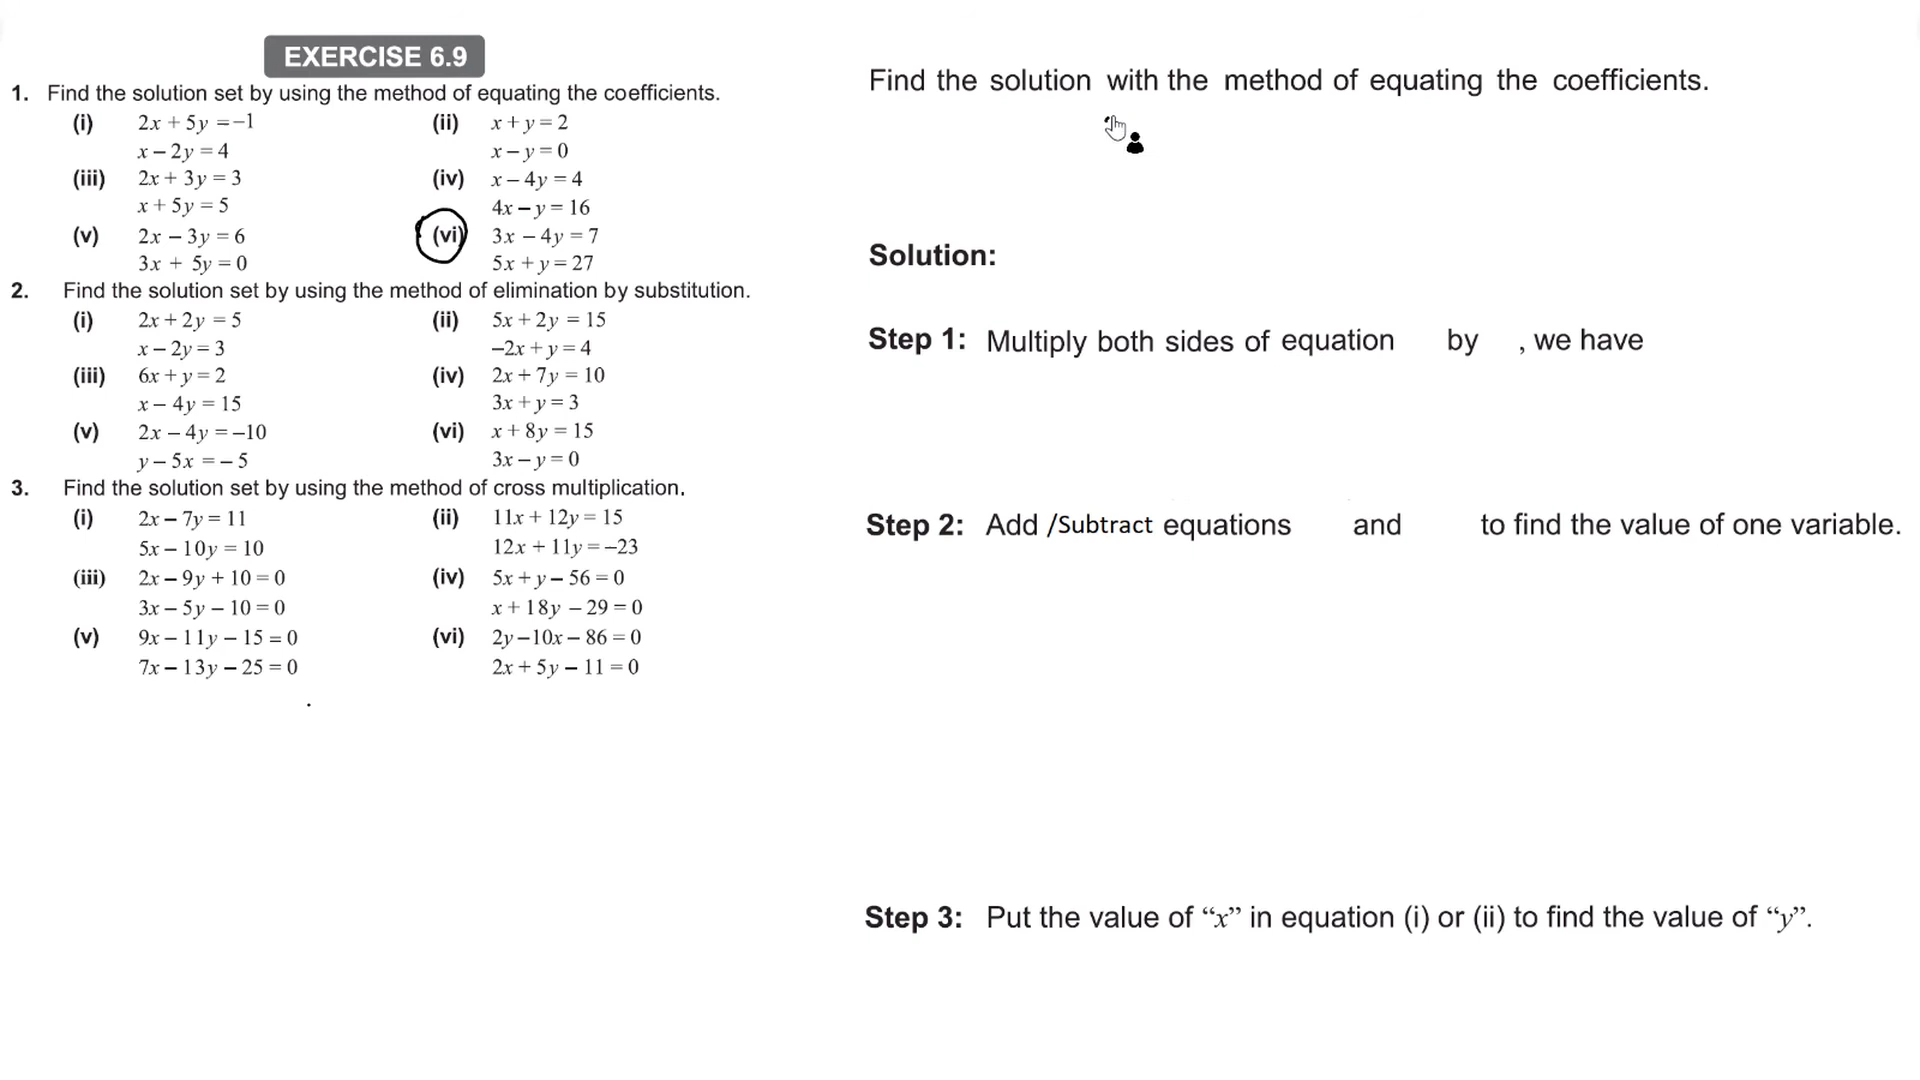 EXERCISE 6.9
1. Find the solution set by using the method of equating the coefficients.
(i) 2x + 5y = –1 (ii) x + y = 2
x – 2y = 4 x – y = 0
(iii) 2x + 3y = 3 (iv) x – 4y = 4
x + 5y = 5 4x – y = 16
(v) 2x – 3y = 6 (vi) 3x – 4y = 7
3x + 5y = 0 5x + y = 27
2. Find the solution set by using the method of elimination by substitution.
(i) 2x + 2y = 5 (ii) 5x + 2y = 15
x – 2y = 3 –2x + y = 4
(iii) 6x + y = 2 (iv) 2x + 7y = 10
x – 4y = 15 3x + y = 3
(v) 2x – 4y = –10 (vi) x + 8y = 15
y – 5x = – 5 3x – y = 0
3. Find the solution set by using the method of cross multiplication.
(i) 2x – 7y = 11 (ii) 11x + 12y = 15
5x – 10y = 10 12x + 11y = –23
(iii) 2x – 9y + 10 = 0 (iv) 5x + y – 56 = 0
3x – 5y – 10 = 0 x + 18y – 29 = 0
(v) 9x – 11y – 15 = 0 (vi) 2y – 10x – 86 = 0
7x – 13y – 25 = 0 2x + 5y – 11 = 0
Find the solution with the method of equating the coefficients.
Solution:
Step 1: Multiply both sides of equation by , we have
Step 2: Add /Subtract equations and to find the value of one variable.
Step 3: Put the value of “x” in equation (i) or (ii) to find the value of “y”.